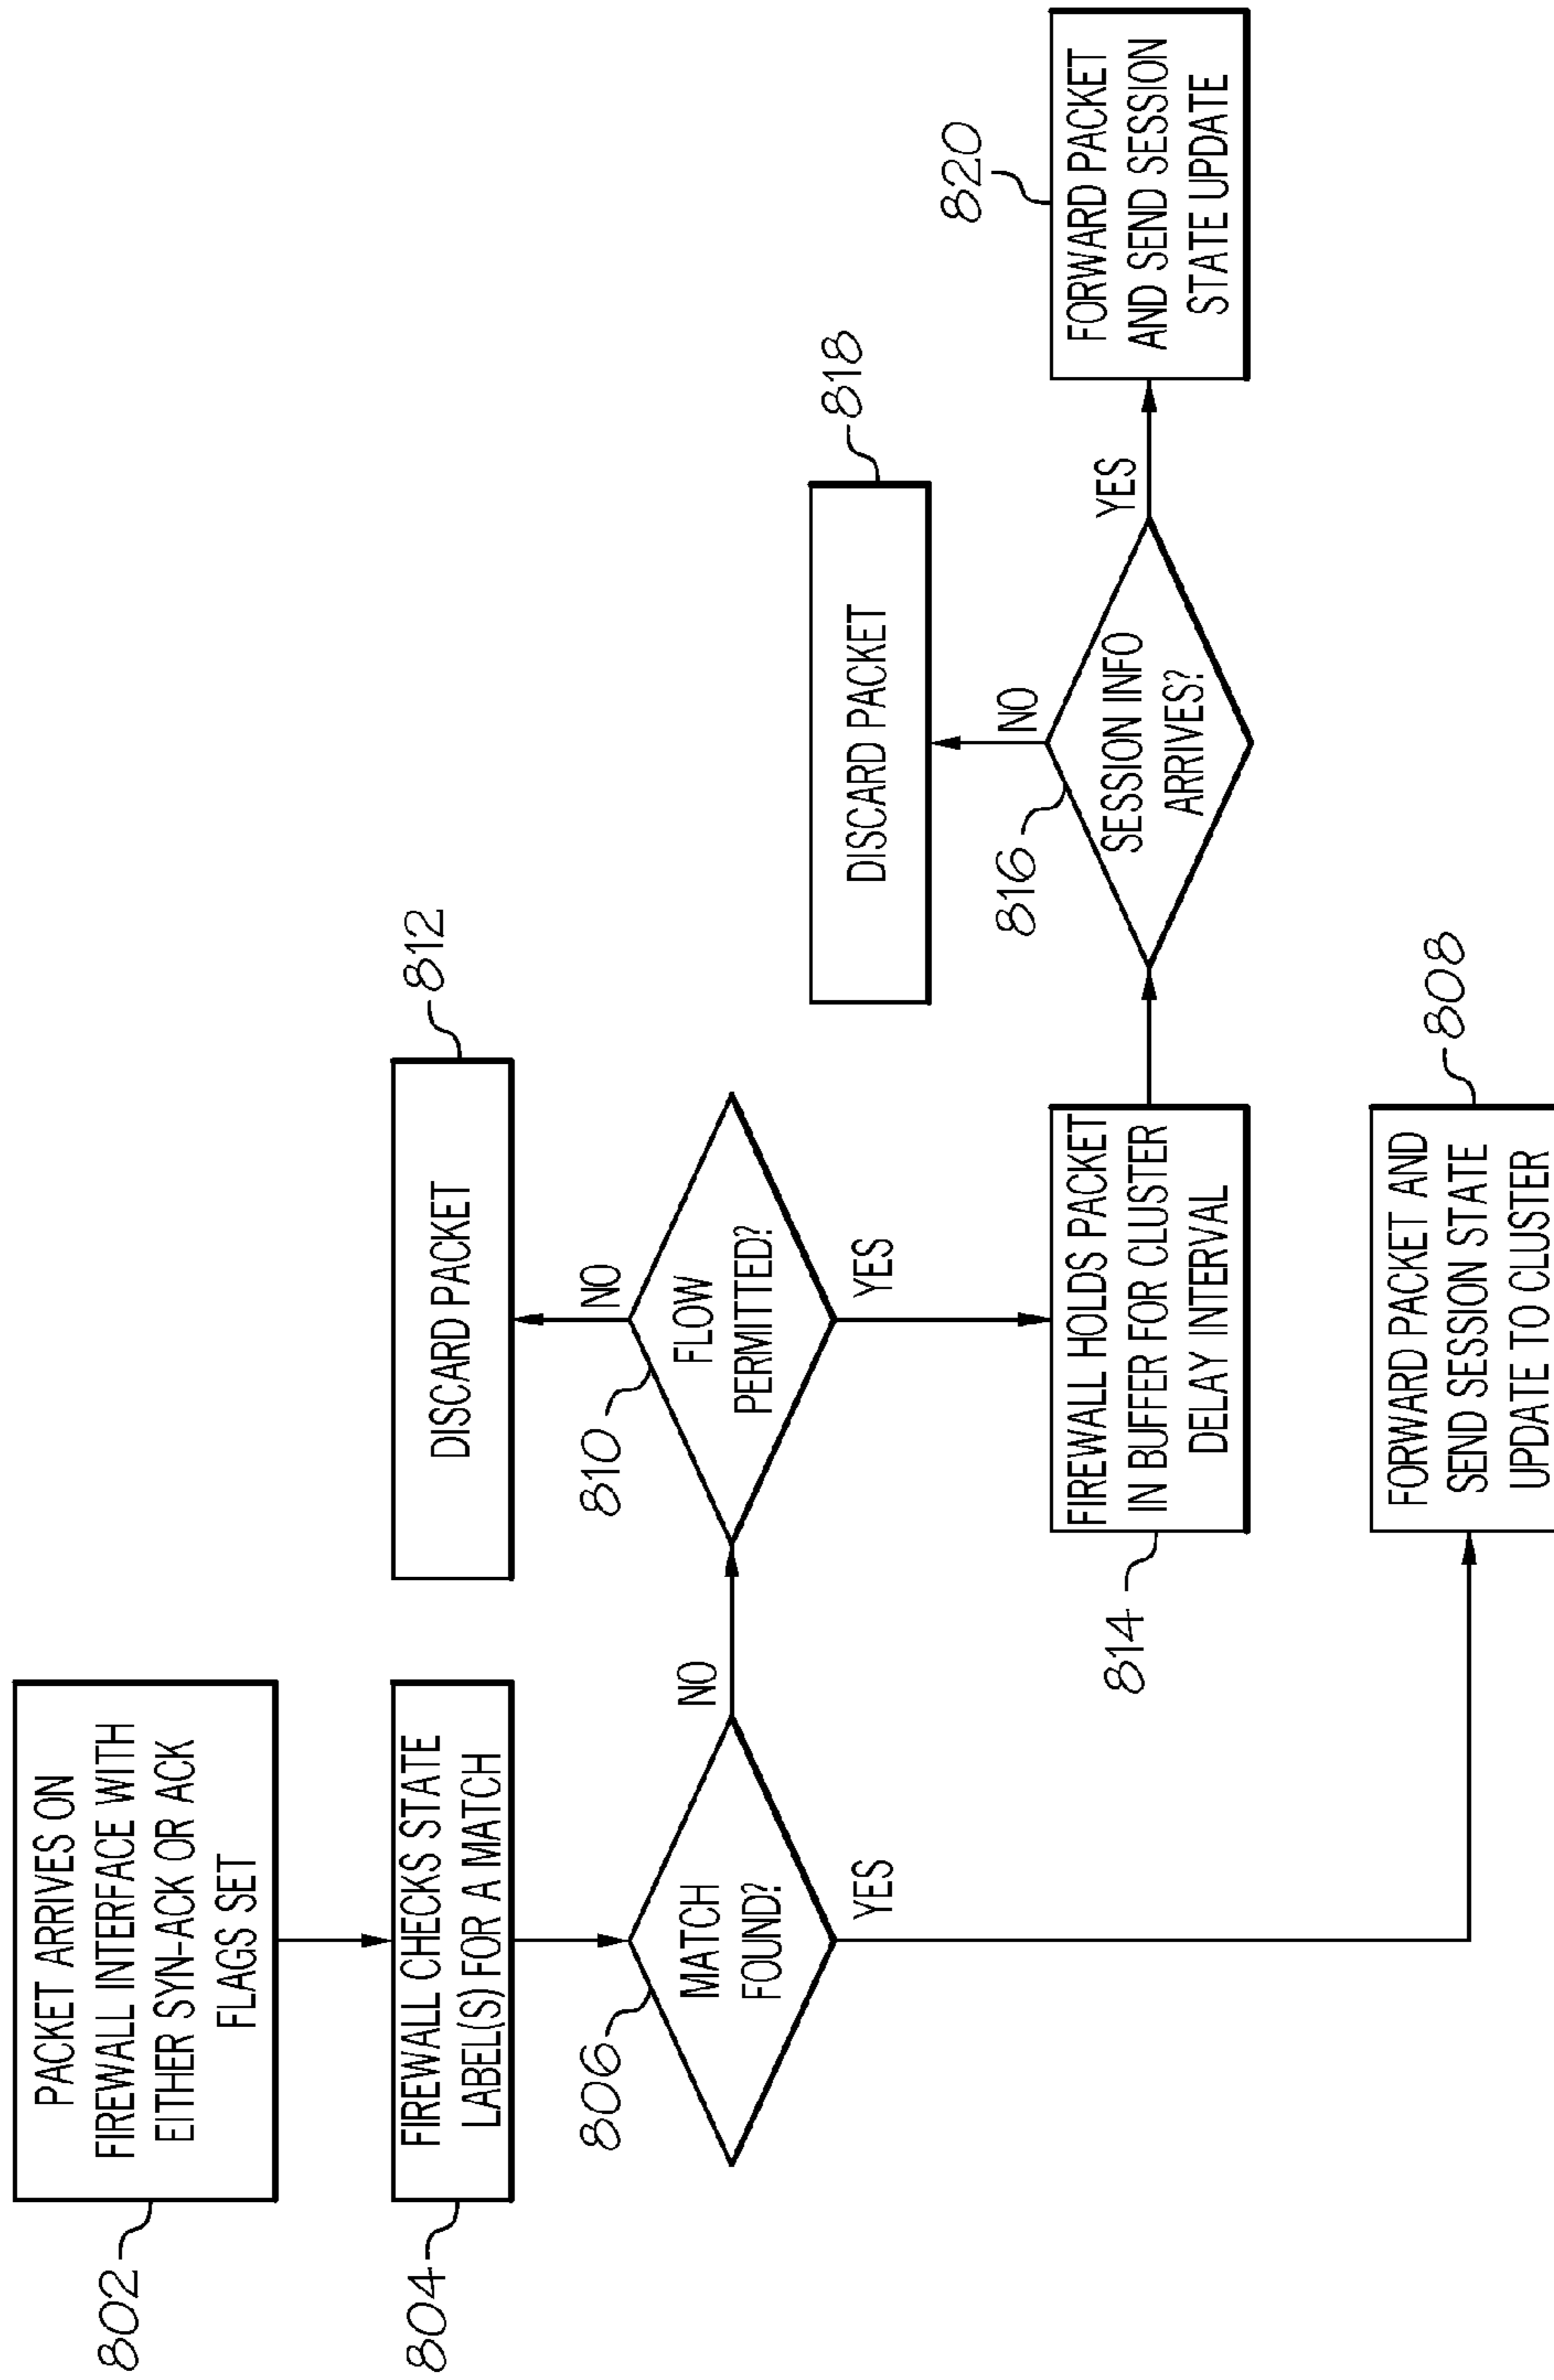 802
PACKET ARRIVES ON
FIREWALL INTERFACE WITH
EITHER SYN-ACK OR ACK
FLAGS SET
804
FIREWALL CHECKS STATE
LABEL(S) FOR A MATCH
806
MATCH
FOUND?
NO
YES
810
FLOW
PERMITTED?
NO
YES
812
DISCARD PACKET
814
FIREWALL HOLDS PACKET
IN BUFFER FOR CLUSTER
DELAY INTERVAL
816
SESSION INFO
ARRIVES?
NO
YES
818
DISCARD PACKET
820
FORWARD PACKET
AND SEND SESSION
STATE UPDATE
808
FORWARD PACKET AND
SEND SESSION STATE
UPDATE TO CLUSTER